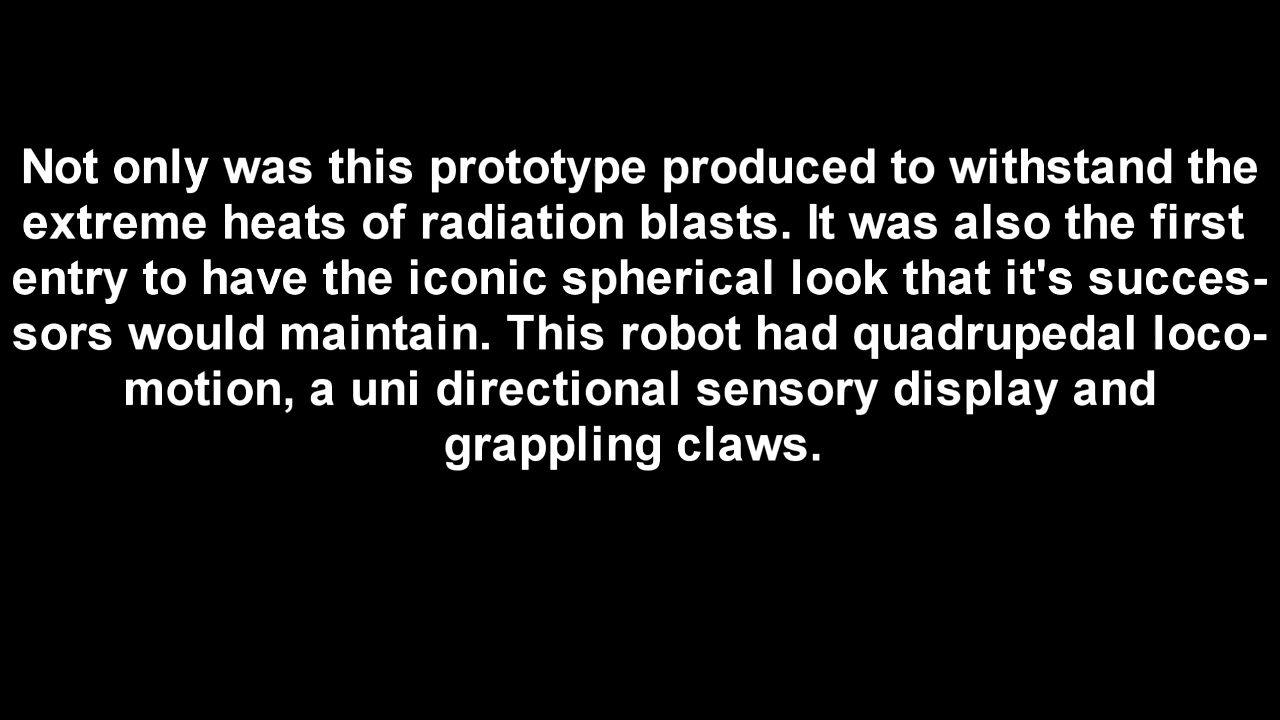 Not only was this prototype produced to withstand the
extreme heats of radiation blasts. It was also the first
entry to have the iconic spherical look that it's succes-
sors would maintain. This robot had quadrupedal loco-
motion, a uni directional sensory display and
grappling claws.